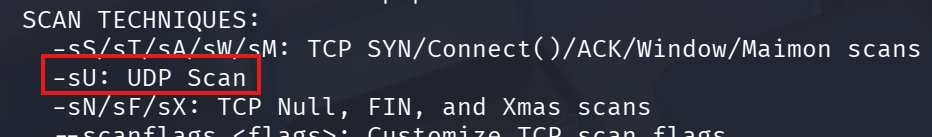 SCAN TECHNIQUES:
-sS/sT/sA/sW/sM: TCP SYN/Connect()/ACK/Window/Maimon scans
-sU: UDP Scan
-sN/sF/sX: TCP Null, FIN, and Xmas scans
--scanflags <flags>: Customize TCP scan flags